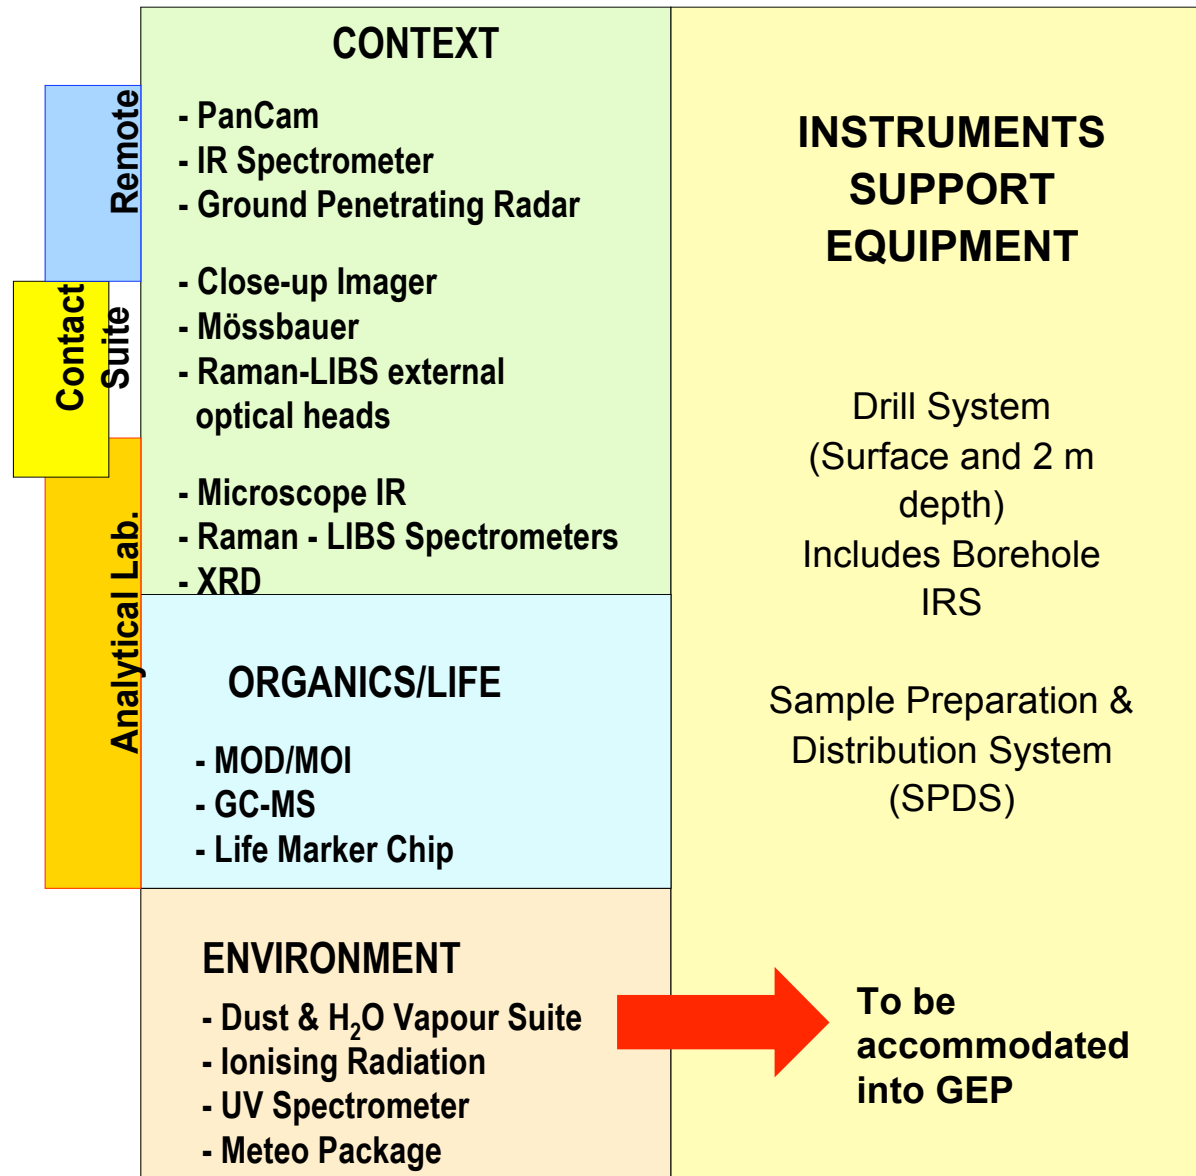 CONTEXT
Remote
- PanCam
- IR Spectrometer
- Ground Penetrating Radar
Contact
Suite
- Close-up Imager
- Mössbauer
- Raman-LIBS external
optical heads
Analytical Lab.
- Microscope IR
- Raman - LIBS Spectrometers
- XRD
ORGANICS/LIFE
- MOD/MOI
- GC-MS
- Life Marker Chip
ENVIRONMENT
- Dust & H₂O Vapour Suite
- Ionising Radiation
- UV Spectrometer
- Meteo Package
INSTRUMENTS
SUPPORT
EQUIPMENT
Drill System
(Surface and 2 m
depth)
Includes Borehole
IRS
Sample Preparation &
Distribution System
(SPDS)
To be
accommodated
into GEP